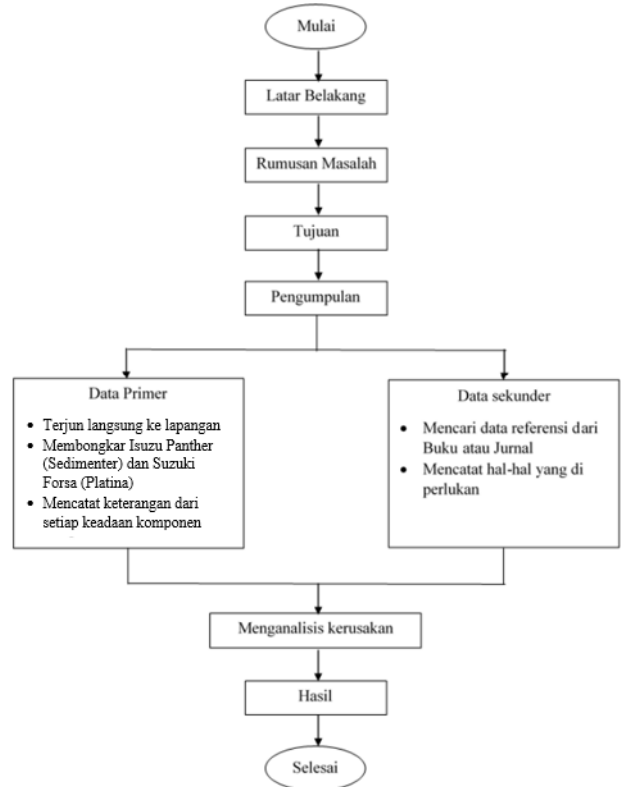 Mulai
Latar Belakang
Rumusan Masalah
Tujuan
Pengumpulan
Data Primer
• Terjun langsung ke lapangan
• Membongkar Isuzu Panther
(Sedimenter) dan Suzuki
Forsa (Platina)
• Mencatat keterangan dari
setiap keadaan komponen
Data sekunder
• Mencari data referensi dari
Buku atau Jurnal
• Mencatat hal-hal yang di
perlukan
Menganalisis kerusakan
Hasil
Selesai